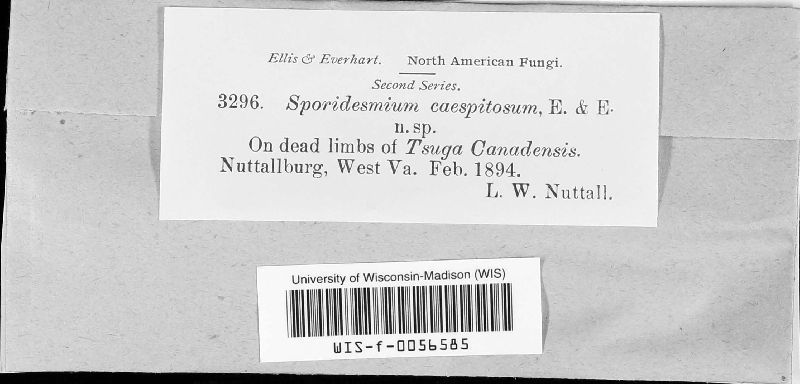 Ellis & Everhart. North American Fungi.
Second Series.
3296. Sporidesmium caespitosum, E. & E.
n. sp.
On dead limbs of Tsuga Canadensis.
Nuttallburg, West Va. Feb. 1894.
L. W. Nuttall.
University of Wisconsin-Madison (WIS)
WIS-f-0056585